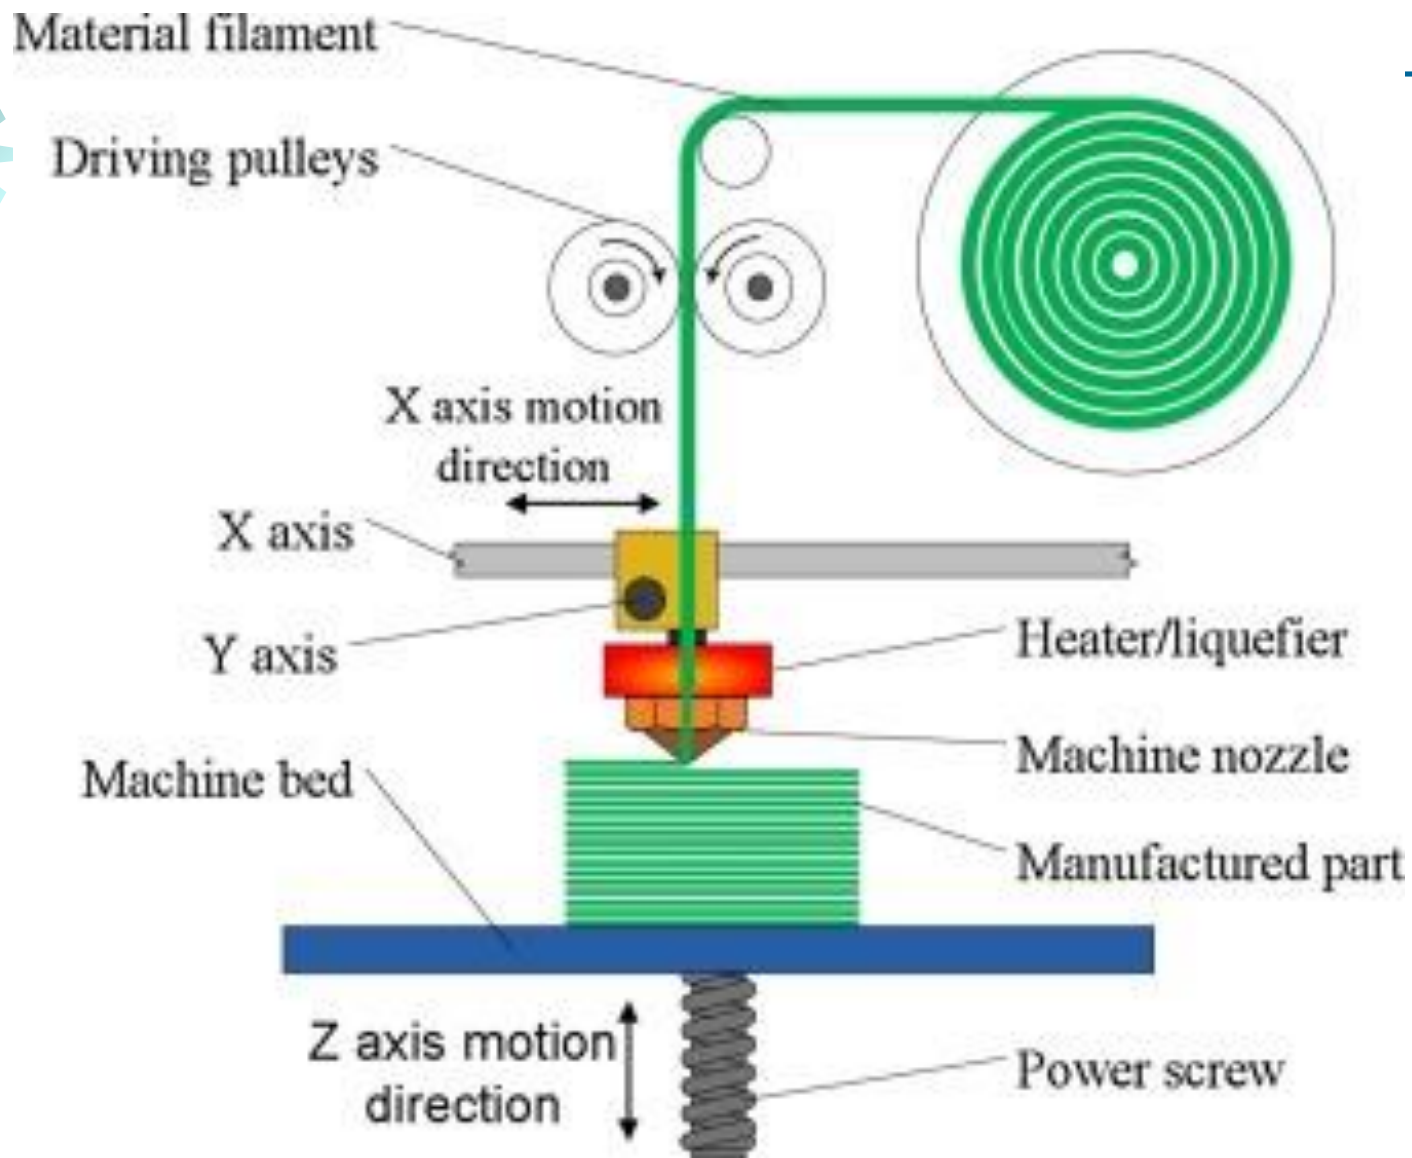 Material filament
Driving pulleys
X axis motion
direction
X axis
Y axis
Heater/liquefier
Machine nozzle
Machine bed
Manufactured part
Z axis motion
direction
Power screw